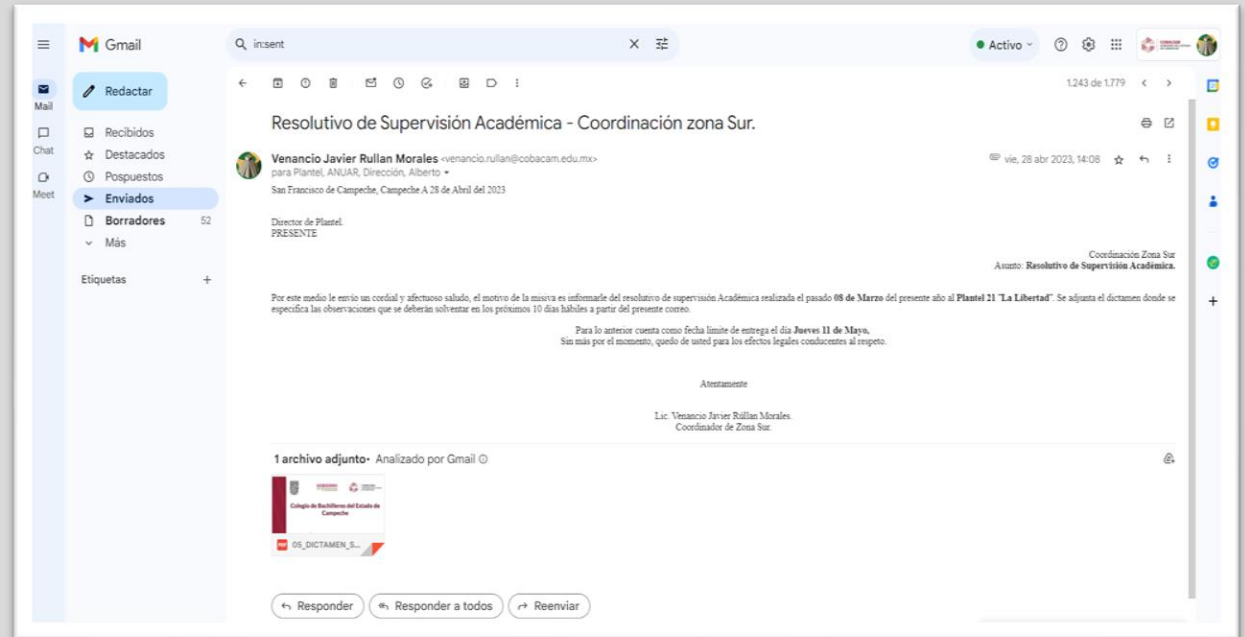 Gmail
in:sent
Activo
Mail
Redactar
1.243 de 1.779
Chat
Meet
Recibidos
Destacados
Pospuestos
Enviados
Borradores 52
Más
Etiquetas
Resolutivo de Supervisión Académica - Coordinación zona Sur.
Venancio Javier Rullan Morales <venancio.rullan@cobacam.edu.mx>
vie, 28 abr 2023, 14:08
para Plantel, ANUAR, Dirección, Alberto
San Francisco de Campeche, Campeche A 28 de Abril del 2023
Director de Plantel.
PRESENTE
Coordinación Zona Sur
Asunto: Resolutivo de Supervisión Académica.
Por este medio le envío un cordial y afectuoso saludo, el motivo de la misiva es informarle del resolutivo de supervisión Académica realizada el pasado 08 de Marzo del presente año al Plantel 21 "La Libertad". Se adjunta el dictamen donde se
especifica las observaciones que se deberán solventar en los próximos 10 días hábiles a partir del presente correo.
Para lo anterior cuenta como fecha límite de entrega el día Jueves 11 de Mayo,
Sin más por el momento, quedo de usted para los efectos legales conducentes al respeto.
Atentamente
Lic. Venancio Javier Rúllan Morales.
Coordinador de Zona Sur.
1 archivo adjunto• Analizado por Gmail
Colegio de Bachilleres del Estado de
Campeche
PDF 05_DICTAMEN_S...
Responder
Responder a todos
Reenviar